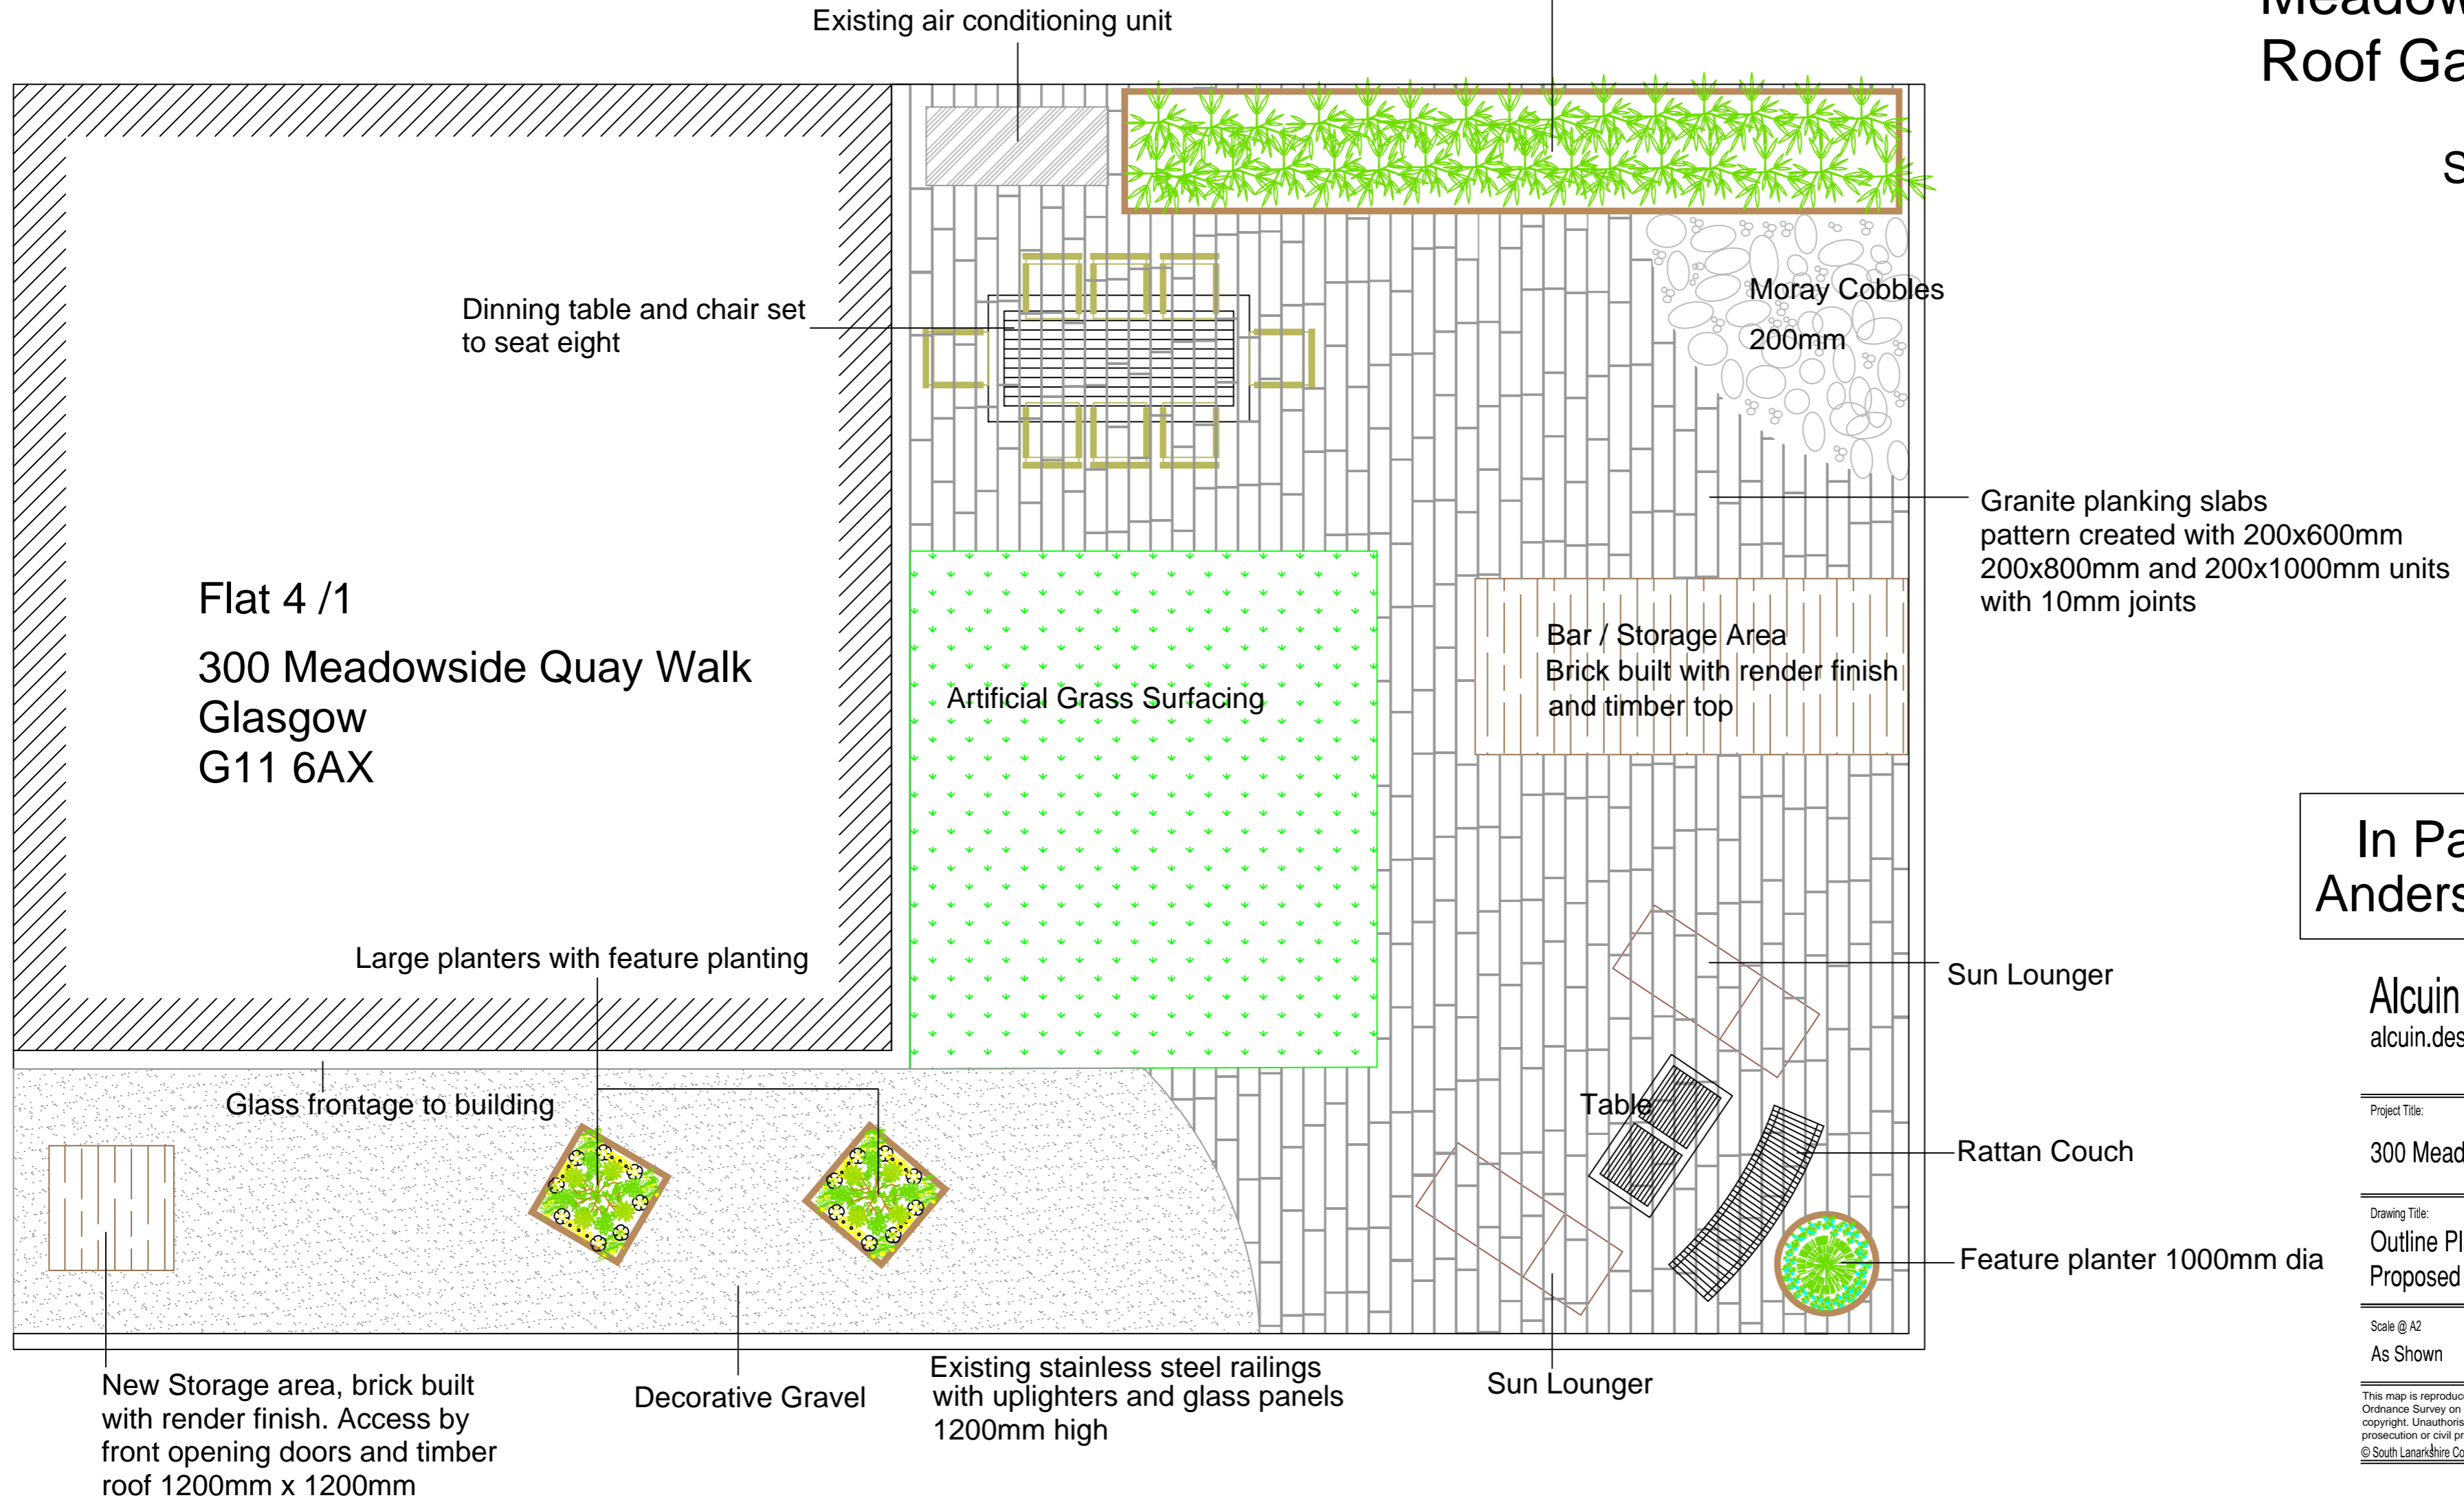 Existing air conditioning unit
Roof Ga
S
Moray Cobbles
200mm
Dinning table and chair set
to seat eight
Granite planking slabs
pattern created with 200x600mm
200x800mm and 200x1000mm units
with 10mm joints
Flat 4 /1
300 Meadowside Quay Walk
Glasgow
G11 6AX
Bar / Storage Area
Brick built with render finish
and timber top
Artificial Grass Surfacing
In Pa
Anders
Large planters with feature planting
Sun Lounger
Alcuin
alcuin.des
Glass frontage to building
Table
Project Title:
300 Mead
Rattan Couch
Drawing Title:
Outline Pl
Proposed
Feature planter 1000mm dia
Scale @ A2
As Shown
New Storage area, brick built
with render finish. Access by
front opening doors and timber
roof 1200mm x 1200mm
Decorative Gravel
Existing stainless steel railings
with uplighters and glass panels
1200mm high
Sun Lounger
This map is reproduc
Ordnance Survey on
copyright. Unauthoris
prosecution or civil pr
© South Lanarkshire Co